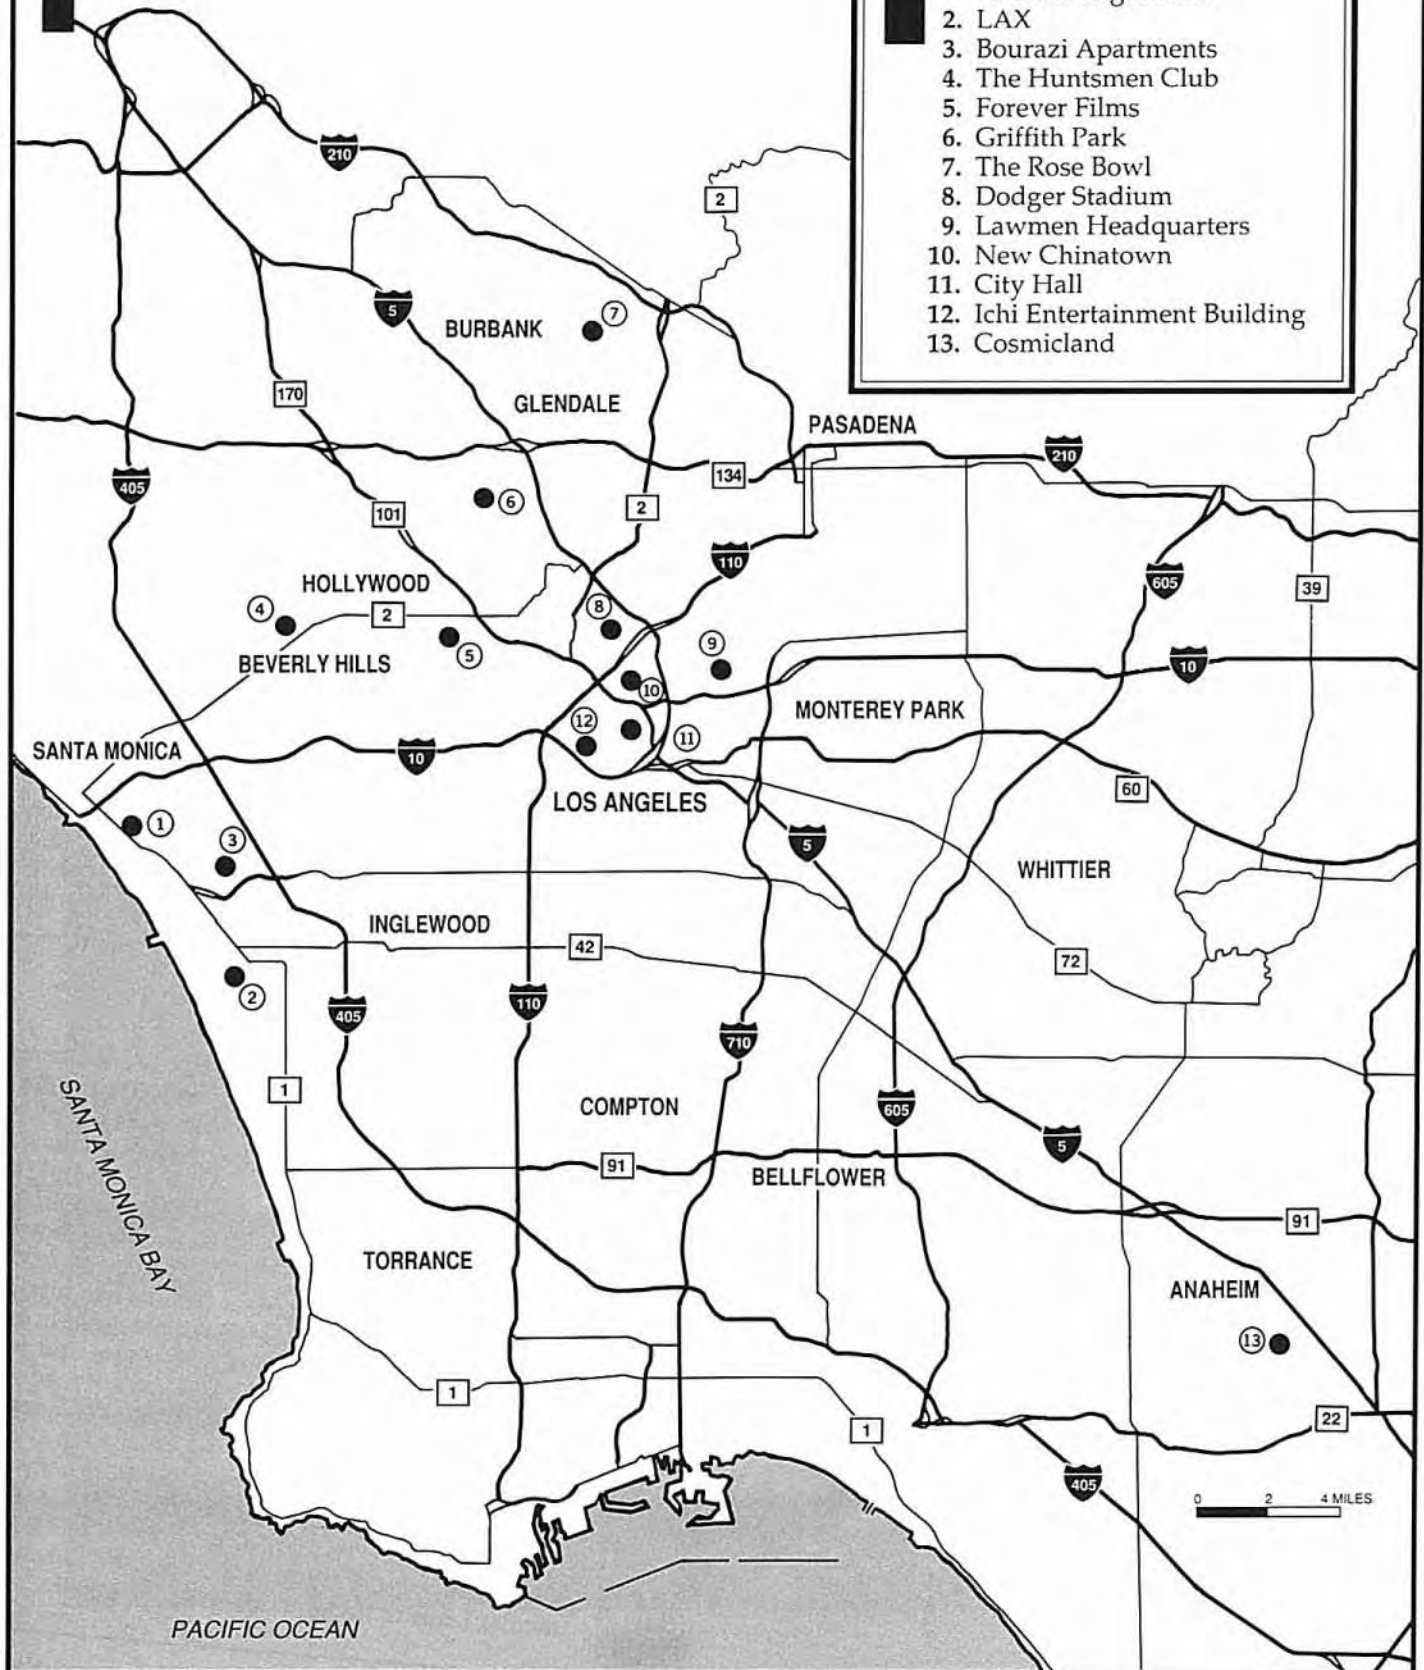 2. LAX
3. Bourazi Apartments
4. The Huntsmen Club
5. Forever Films
6. Griffith Park
7. The Rose Bowl
8. Dodger Stadium
9. Lawmen Headquarters
10. New Chinatown
11. City Hall
12. Ichi Entertainment Building
13. Cosmicland
210
2
5
7
BURBANK
170
GLENDALE
PASADENA
210
134
405
6
2
101
110
HOLLYWOOD
605
39
4
2
8
5
9
BEVERLY HILLS
10
10
MONTEREY PARK
12
11
SANTA MONICA
10
60
LOS ANGELES
1
3
5
WHITTIER
INGLEWOOD
42
72
2
110
405
710
1
SANTA MONICA BAY
COMPTON
605
5
91
BELLFLOWER
91
TORRANCE
ANAHEIM
13
1
22
1
405
0 2 4 MILES
PACIFIC OCEAN